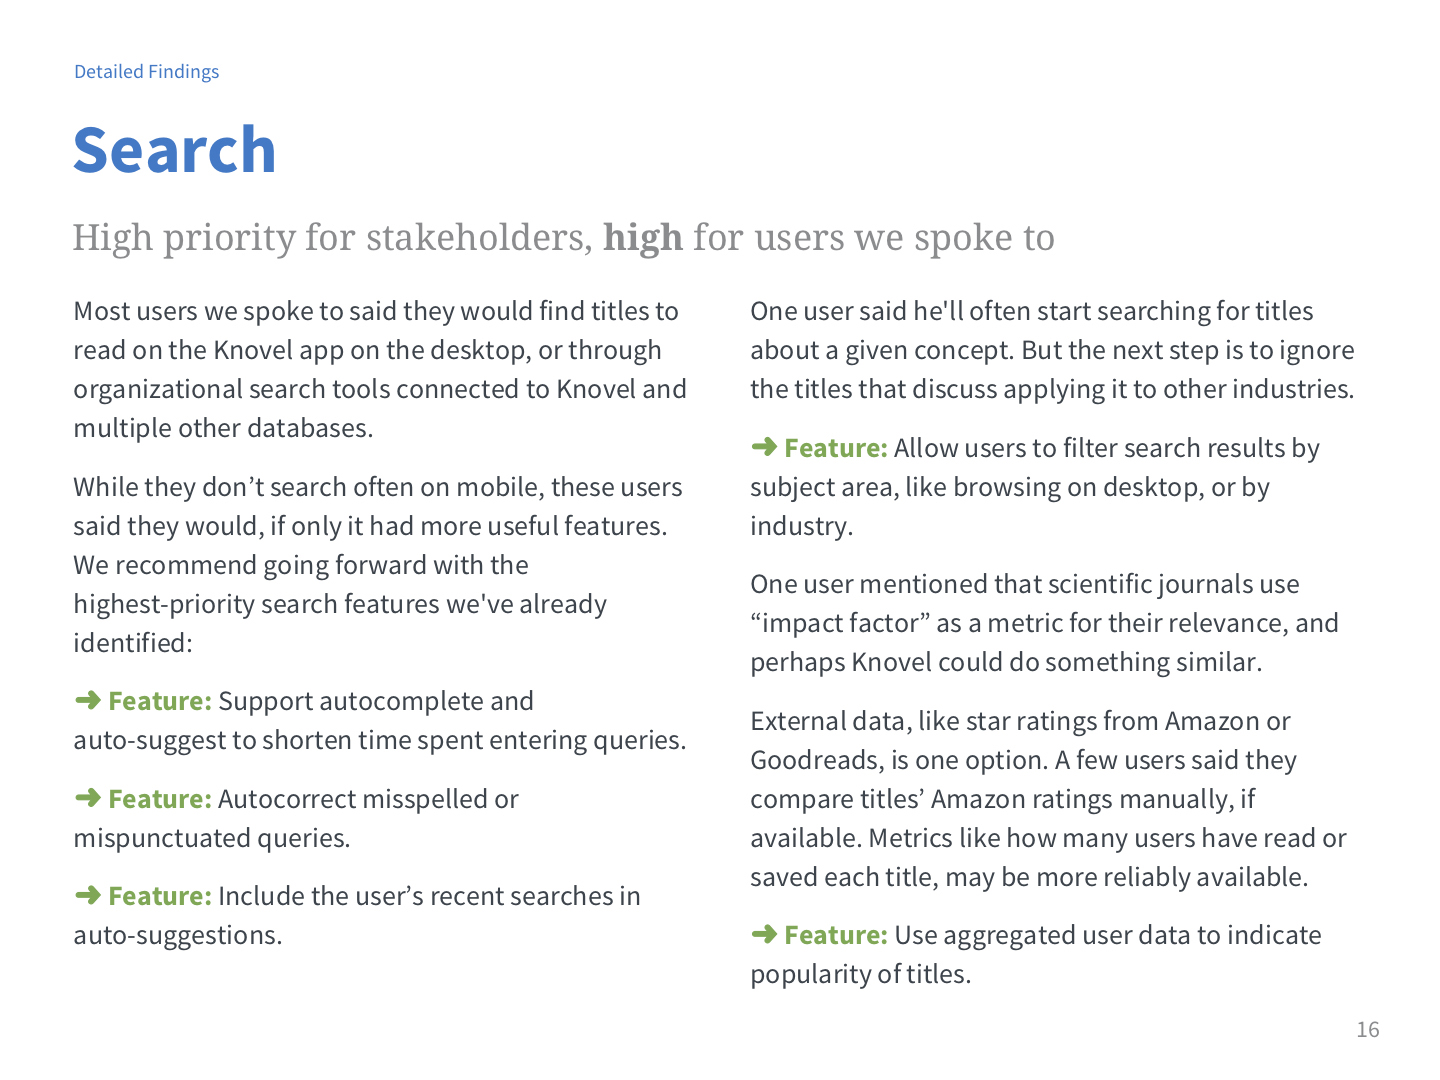 Detailed Findings
Search
High priority for stakeholders, high for users we spoke to
Most users we spoke to said they would find titles to
read on the Knovel app on the desktop, or through
organizational search tools connected to Knovel and
multiple other databases.
While they don’t search often on mobile, these users
said they would, if only it had more useful features.
We recommend going forward with the
highest-priority search features we've already
identified:
➜ Feature: Support autocomplete and
auto-suggest to shorten time spent entering queries.
➜ Feature: Autocorrect misspelled or
mispunctuated queries.
➜ Feature: Include the user’s recent searches in
auto-suggestions.
One user said he'll often start searching for titles
about a given concept. But the next step is to ignore
the titles that discuss applying it to other industries.
➜ Feature: Allow users to filter search results by
subject area, like browsing on desktop, or by
industry.
One user mentioned that scientific journals use
“impact factor” as a metric for their relevance, and
perhaps Knovel could do something similar.
External data, like star ratings from Amazon or
Goodreads, is one option. A few users said they
compare titles’ Amazon ratings manually, if
available. Metrics like how many users have read or
saved each title, may be more reliably available.
➜ Feature: Use aggregated user data to indicate
popularity of titles.
16